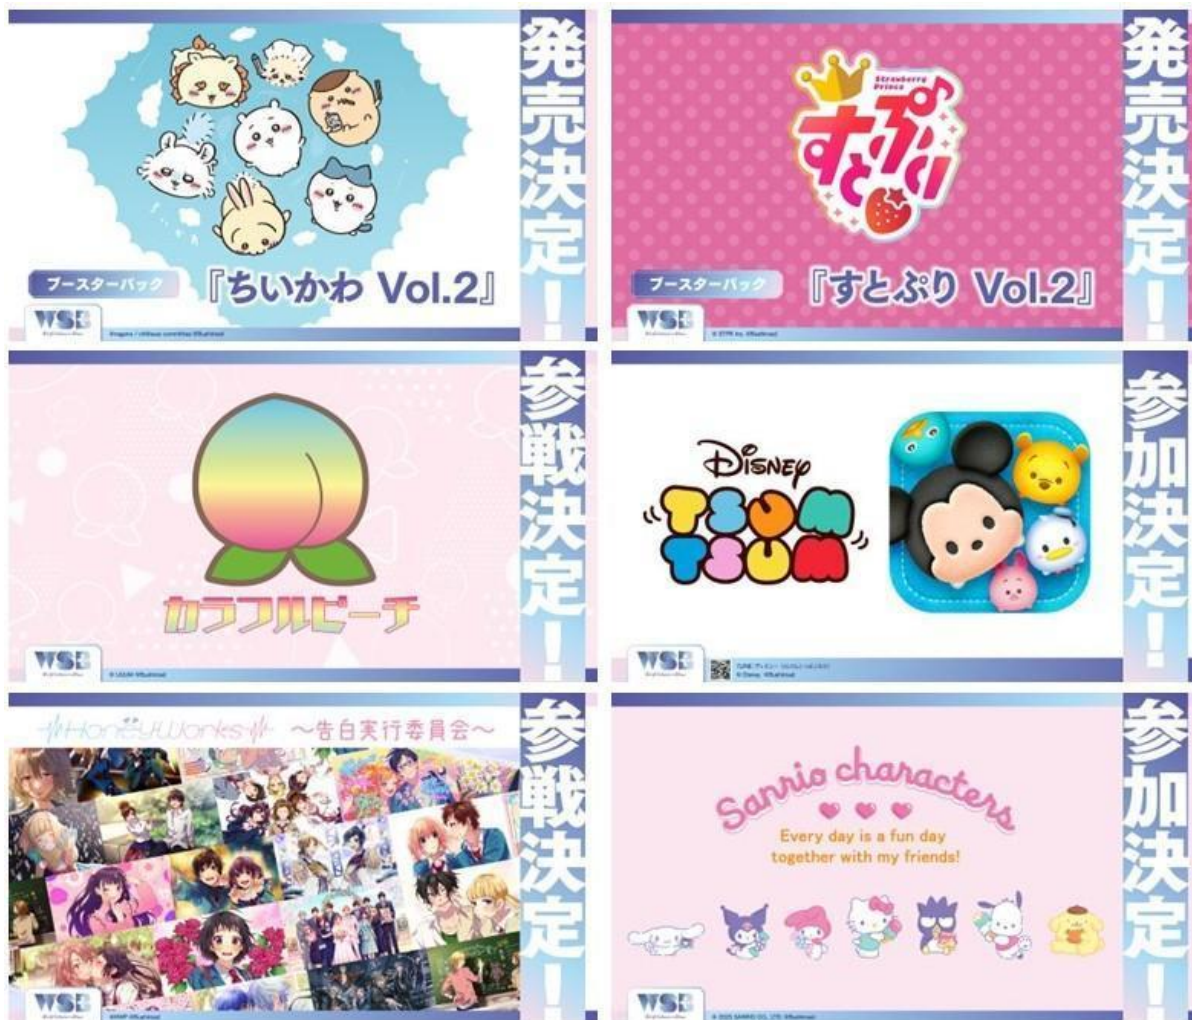 発売決定！
ブースターパック
『ちいかわ Vol.2』
WSB
発売決定！
Strawberry
Prince
すとぷり
ブースターパック
『すとぷり Vol.2』
WSB
参戦決定！
カラフルピーチ
WSB
参加決定！
Disney
TSUM
TSUM
WSB
参戦決定！
HoneyWorks 〜告白実行委員会〜
WSB
参加決定！
Sanrio characters
Every day is a fun day
together with my friends!
WSB